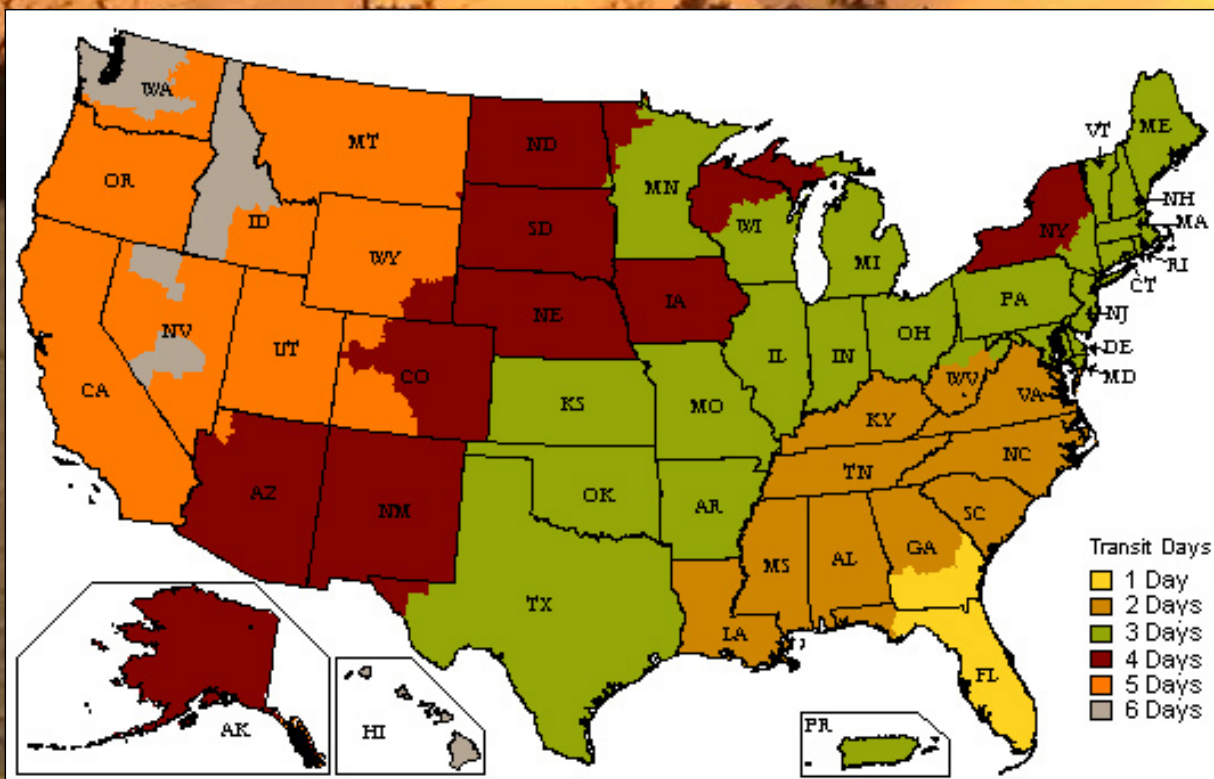 WA
MT
ND
MN
VT
ME
OR
ID
SD
WI
NY
NH
MA
WY
MI
RI
CT
IA
PA
NE
NJ
NV
OH
UT
IL
IN
DE
CO
MD
WV
CA
KS
MO
VA
KY
NC
TN
AZ
OK
NM
AR
SC
GA
MS
AL
TX
LA
FL
AK
HI
PR
Transit Days
1 Day
2 Days
3 Days
4 Days
5 Days
6 Days